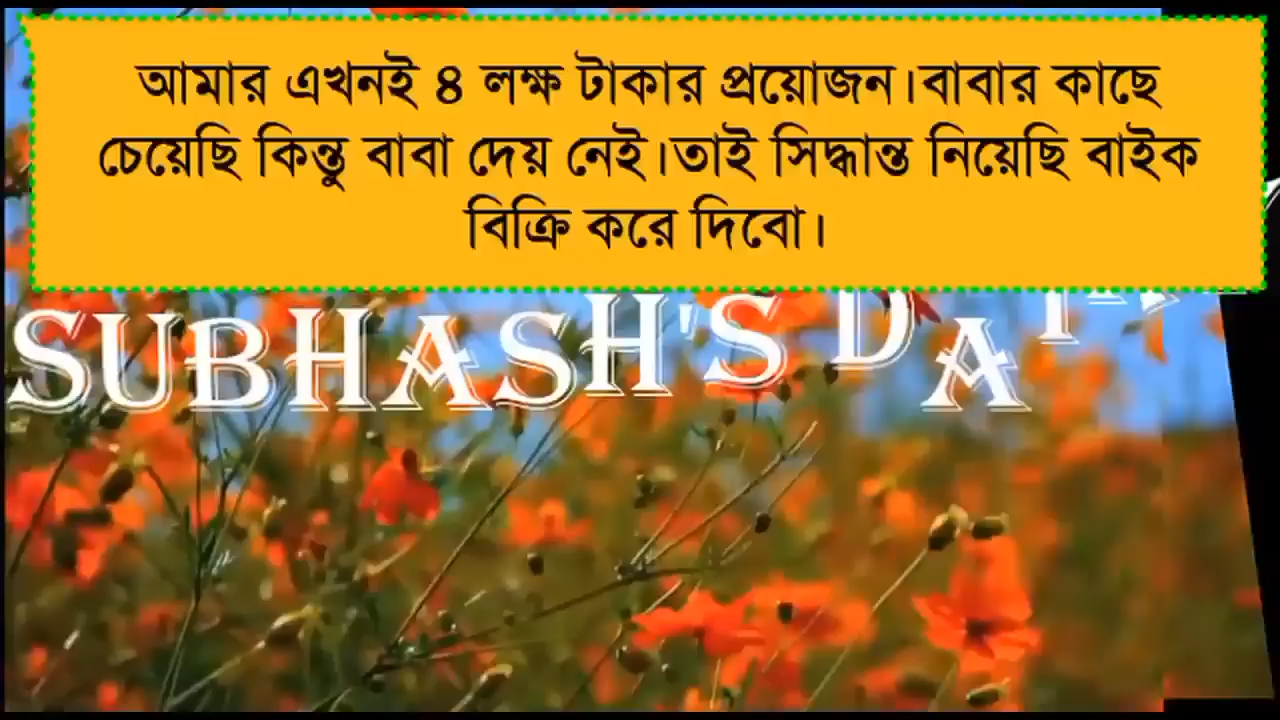 আমার এখনই ৪ লক্ষ টাকার প্রয়োজন।বাবার কাছে
চেয়েছি কিন্তু বাবা দেয় নেই।তাই সিদ্ধান্ত নিয়েছি বাইক
বিক্রি করে দিবো।
SUBHASH'S